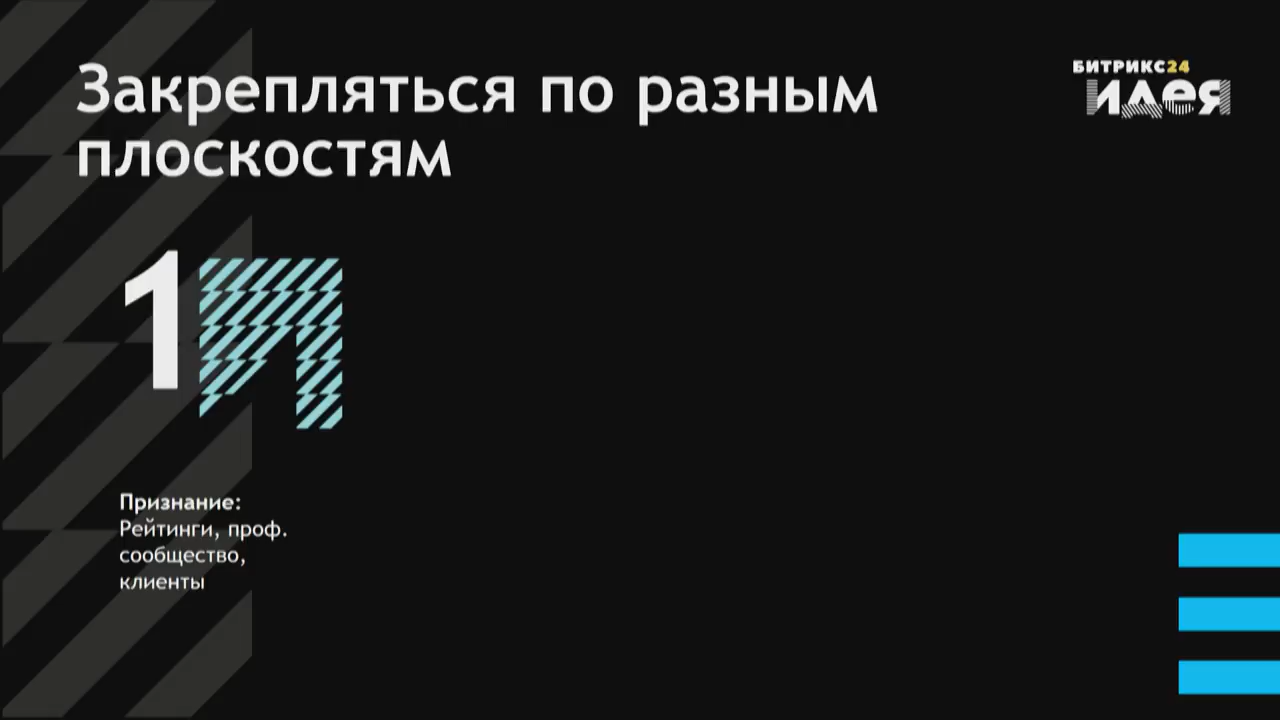 Закрепляться по разным
плоскостям
БИТРИКС24
идея
1
Признание:
Рейтинги, проф.
сообщество,
клиенты